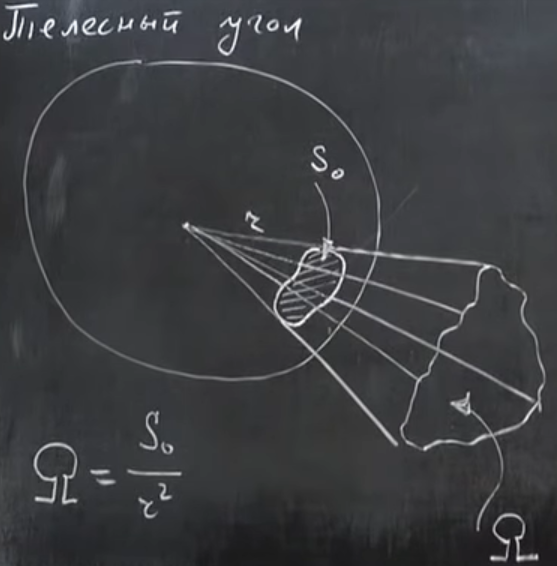 Телесный угол
S₀
r
Ω = S₀ / r²
Ω